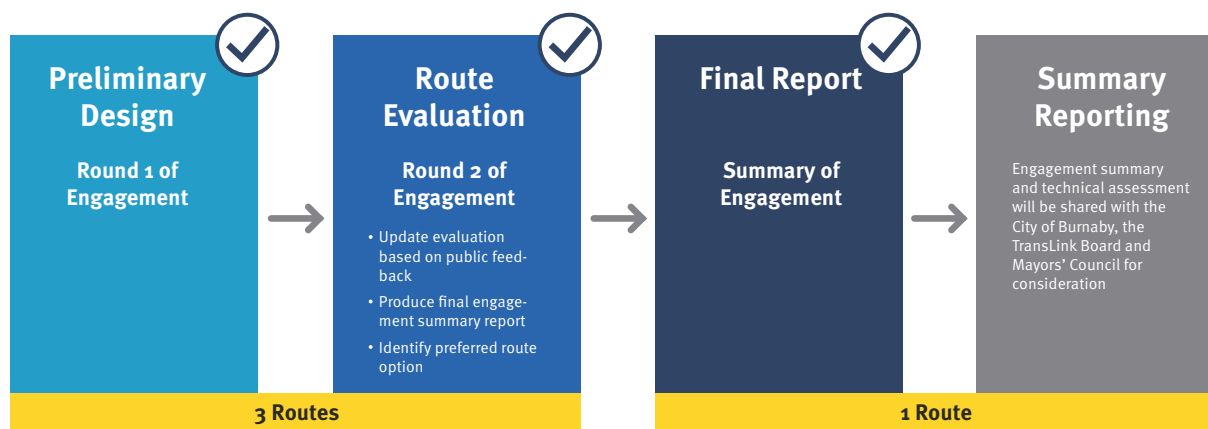 Preliminary
Design
Round 1 of
Engagement
Route
Evaluation
Round 2 of
Engagement
• Update evaluation
based on public feed-
back
• Produce final engage-
ment summary report
• Identify preferred route
option
3 Routes
Final Report
Summary of
Engagement
Summary
Reporting
Engagement summary
and technical assessment
will be shared with the
City of Burnaby, the
TransLink Board and
Mayors’ Council for
consideration
1 Route